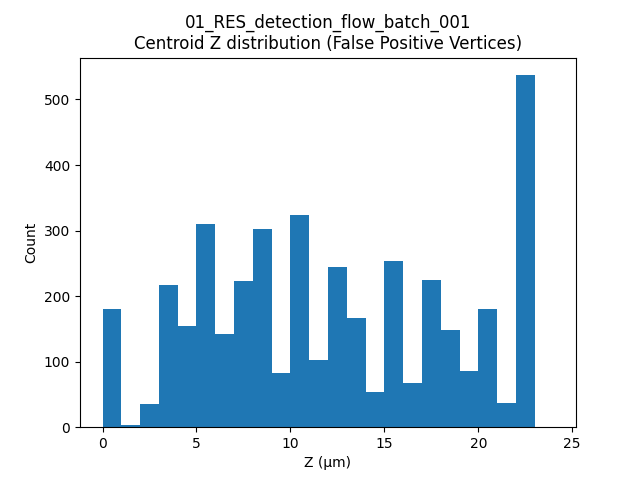 01_RES_detection_flow_batch_001
Centroid Z distribution (False Positive Vertices)
500
400
300
200
100
0
Count
0 5 10 15 20 25
Z (µm)